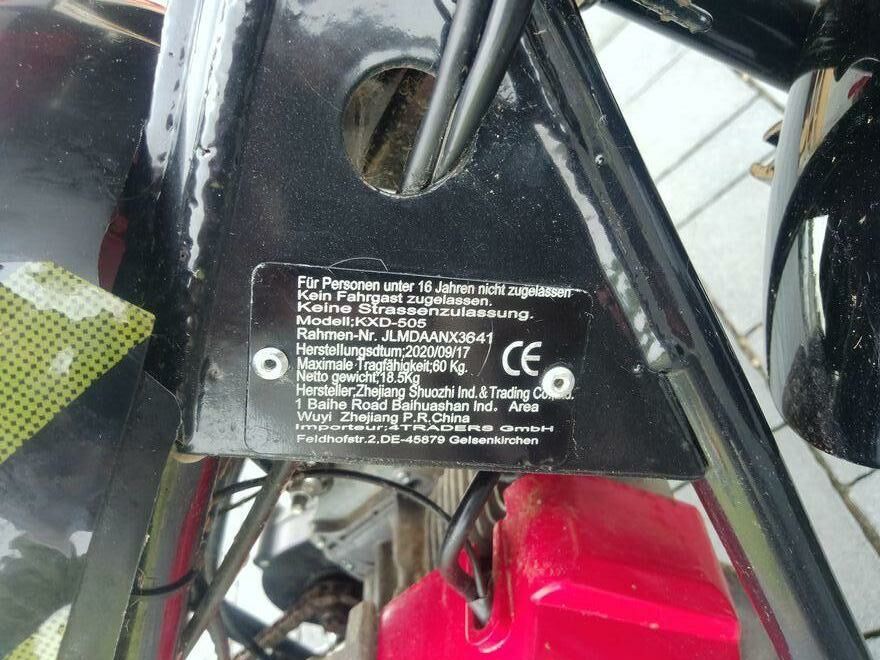 Für Personen unter 16 Jahren nicht zugelassen
Kein Fahrgast zugelassen.
Keine Strassenzulassung.
Modell;KXD-505
Rahmen-Nr. JLMDAANX3641
Herstellungsdtum;2020/09/17
Maximale Tragfähigkeit;60 Kg.
Netto gewicht;18.5Kg
CE
Hersteller;Zhejiang Shuozhi Ind.&Trading
1 Baihe Road Baihuashan Ind. Area
Wuyi Zhejiang P.R.China
Importeur;4TRADERS GmbH
Feldhofstr.2,DE-45879 Gelsenkirchen